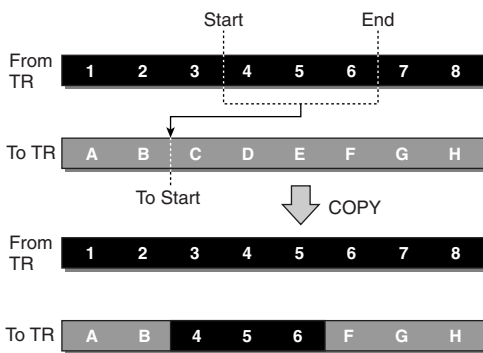 Start End
From TR 1 2 3 4 5 6 7 8
To TR A B C D E F G H
To Start
COPY
From TR 1 2 3 4 5 6 7 8
To TR A B 4 5 6 F G H